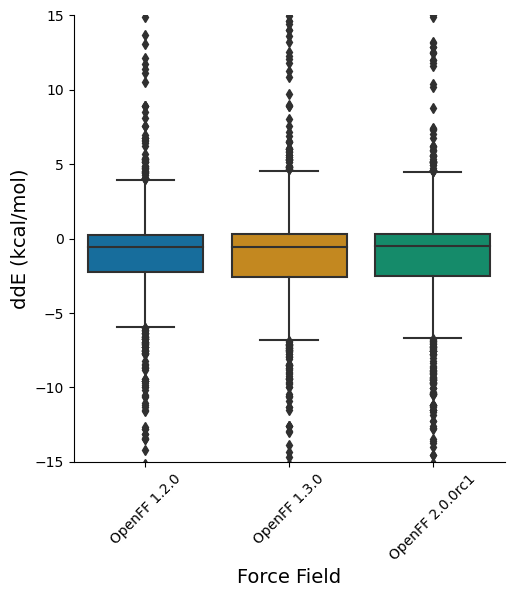 15
10
5
0
−5
−10
−15
ddE (kcal/mol)
OpenFF 1.2.0
OpenFF 1.3.0
OpenFF 2.0.0rc1
Force Field